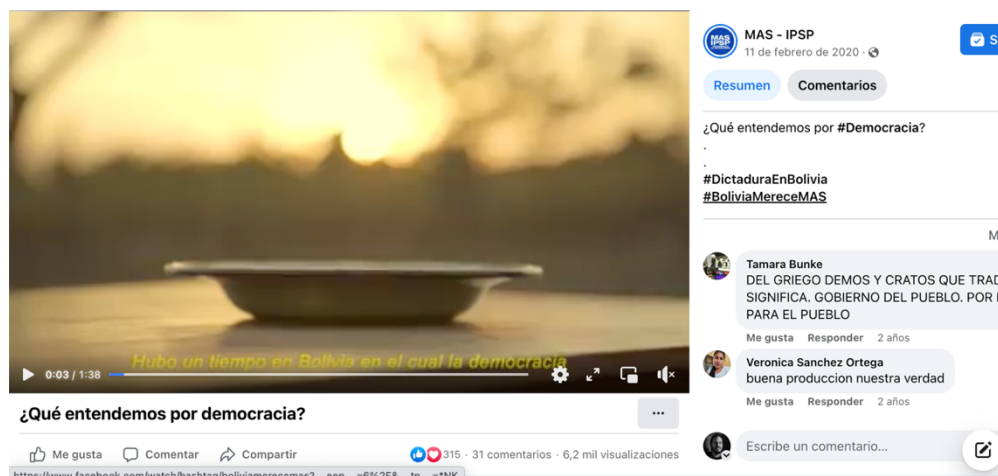 Hubo un tiempo en Bolivia en el cual la democracia
0:03 / 1:38
¿Qué entendemos por democracia?
Me gusta Comentar Compartir 315 · 31 comentarios · 6,2 mil visualizaciones
MAS IPSP
MAS - IPSP
11 de febrero de 2020 ·
S
Resumen Comentarios
¿Qué entendemos por #Democracia?
.
.
#DictaduraEnBolivia
#BoliviaMereceMAS
M
Tamara Bunke
DEL GRIEGO DEMOS Y CRATOS QUE TRAD
SIGNIFICA. GOBIERNO DEL PUEBLO. POR
PARA EL PUEBLO
Me gusta Responder 2 años
Veronica Sanchez Ortega
buena produccion nuestra verdad
Me gusta Responder 2 años
Escribe un comentario...